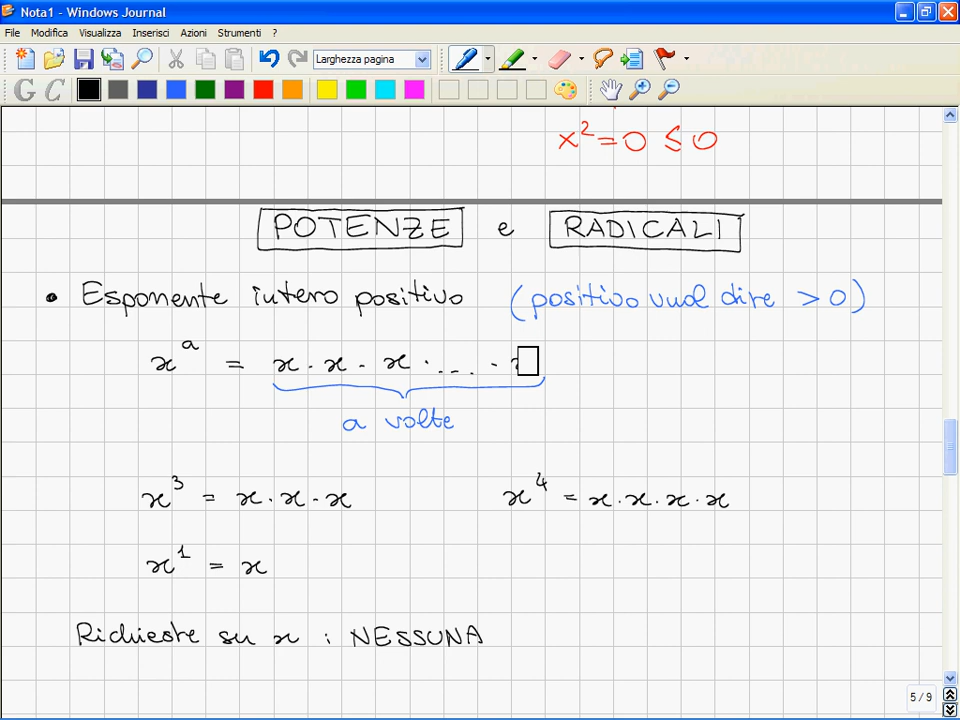 Nota1 - Windows Journal
File Modifica Visualizza Inserisci Azioni Strumenti ?
Larghezza pagina
G C
x² = 0 ≤ 0
POTENZE e RADICALI
• Esponente intero positivo (positivo vuol dire > 0)
xᵃ = x · x · x · ... ·
a volte
x³ = x · x · x x⁴ = x · x · x · x
x¹ = x
Richieste su x : NESSUNA
5 / 9